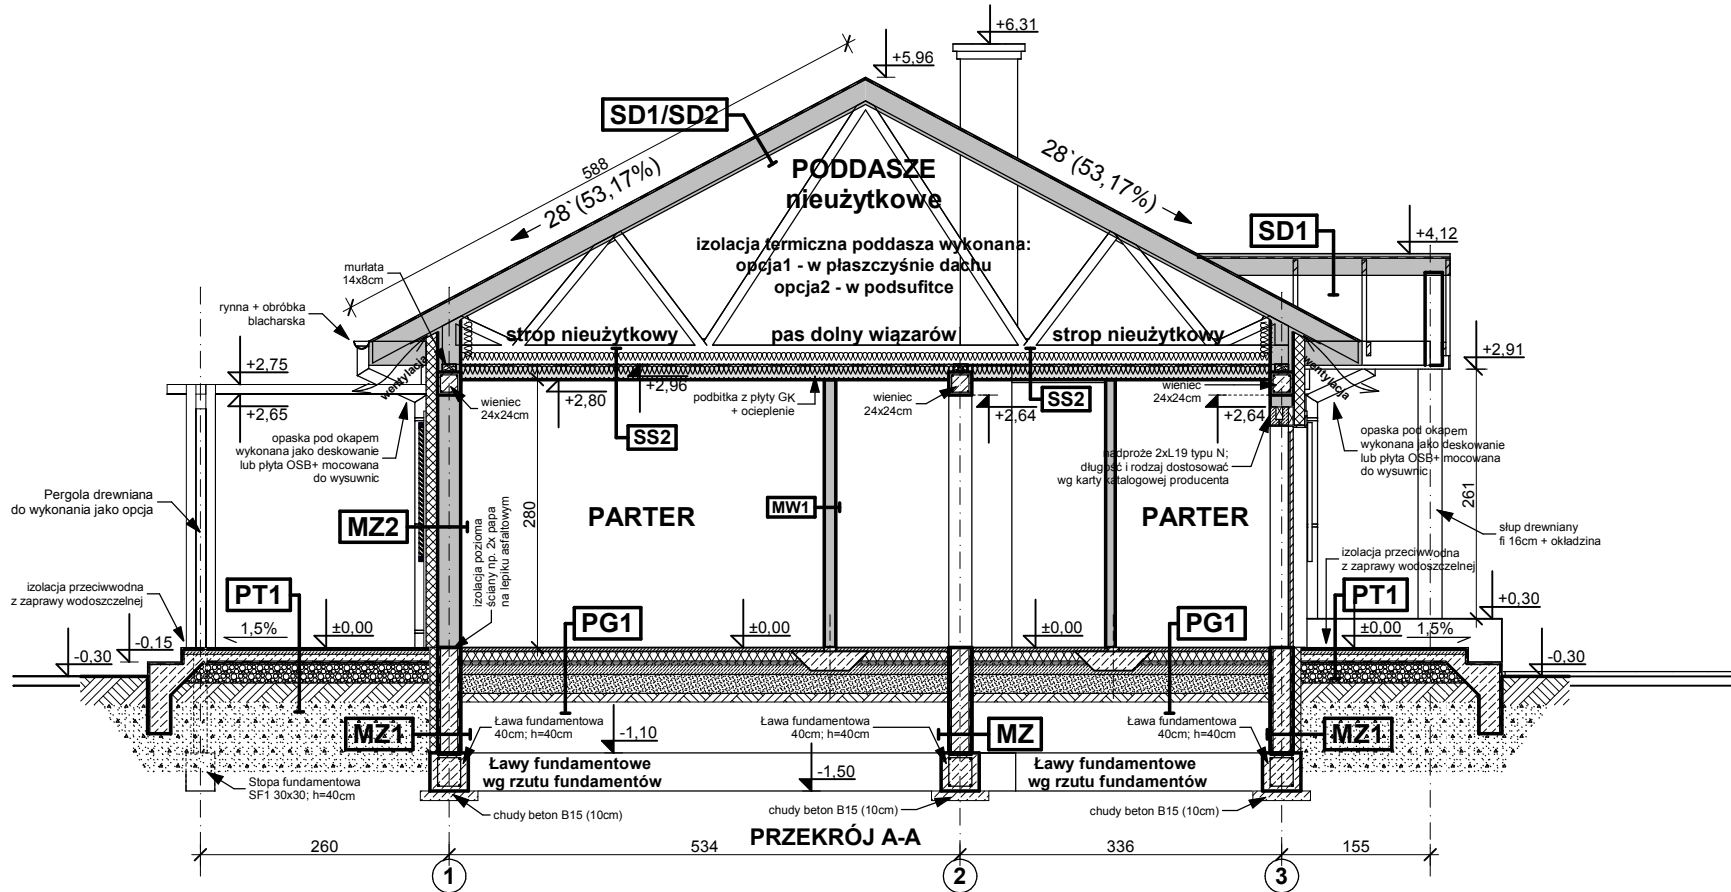 +6,31
+5,96
SD1/SD2
588
28`(53,17%)
28`(53,17%)
PODDASZE
nieużytkowe
izolacja termiczna poddasza wykonana:
opcja1 - w płaszczyśnie dachu
opcja2 - w podsufitce
SD1
+4,12
murłata
14x8cm
rynna + obróbka
blacharska
strop nieużytkowy
pas dolny wiązarów
strop nieużytkowy
+2,75
+2,65
wentylacja
+2,96
+2,80
wieniec
24x24cm
podbitka z płyty GK
+ ocieplenie
wieniec
24x24cm
+2,64
SS2
SS2
wieniec
24x24cm
+2,64
wentylacja
+2,91
opaska pod okapem
wykonana jako deskowanie
lub płyta OSB+ mocowana
do wysuwnic
nadproże 2xL19 typu N;
długość i rodzaj dostosować
wg karty katalogowej producenta
opaska pod okapem
wykonana jako deskowanie
lub płyta OSB+ mocowana
do wysuwnic
Pergola drewniana
do wykonania jako opcja
MZ2
280
PARTER
MW1
PARTER
261
słup drewniany
fi 16cm + okładzina
izolacja pozioma
ściany np. 2x papa
na lepiku asfaltowym
izolacja przeciwwodna
z zaprawy wodoszczelnej
izolacja przeciwwodna
z zaprawy wodoszczelnej
PT1
PG1
PG1
PT1
+0,30
-0,30
-0,15
1,5%
±0,00
±0,00
±0,00
±0,00
1,5%
-0,30
MZ1
Ława fundamentowa
40cm; h=40cm
-1,10
Ława fundamentowa
40cm; h=40cm
MZ
Ława fundamentowa
40cm; h=40cm
MZ1
Ławy fundamentowe
wg rzutu fundamentów
-1,50
Ławy fundamentowe
wg rzutu fundamentów
Stopa fundamentowa
SF1 30x30; h=40cm
chudy beton B15 (10cm)
chudy beton B15 (10cm)
chudy beton B15 (10cm)
PRZEKRÓJ A-A
260
534
336
155
1
2
3